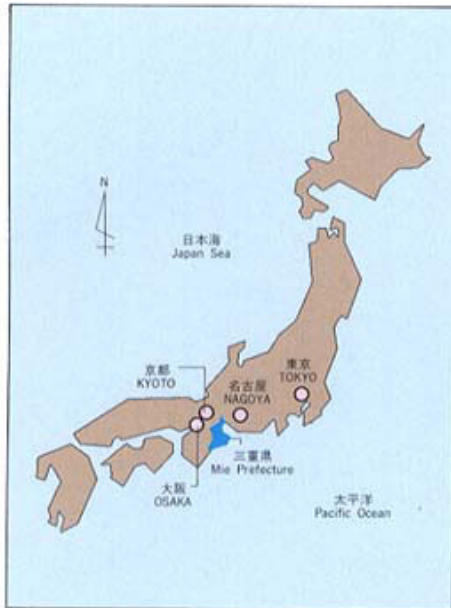 N
日本海
Japan Sea
京都
KYOTO
名古屋
NAGOYA
東京
TOKYO
三重県
Mie Prefecture
大阪
OSAKA
太平洋
Pacific Ocean